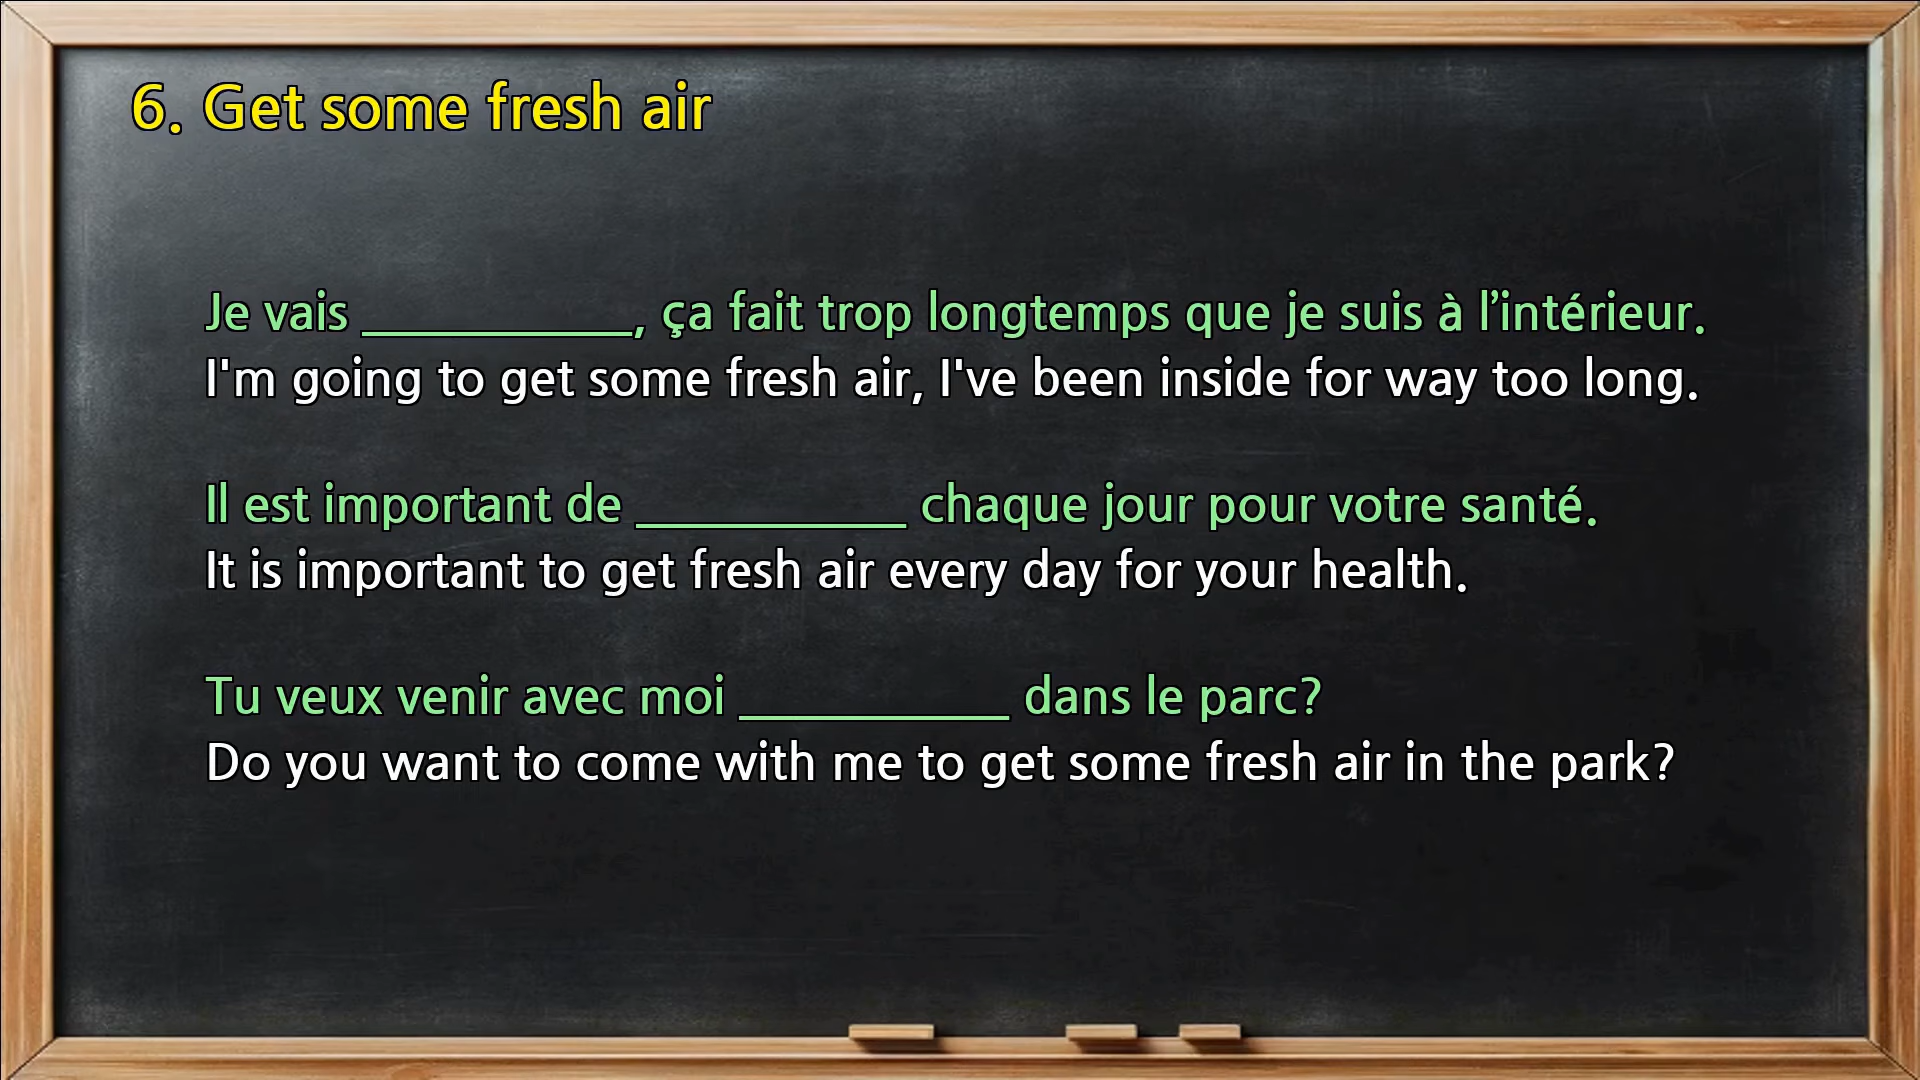 6. Get some fresh air
Je vais __________, ça fait trop longtemps que je suis à l’intérieur.
I'm going to get some fresh air, I've been inside for way too long.
Il est important de __________ chaque jour pour votre santé.
It is important to get fresh air every day for your health.
Tu veux venir avec moi __________ dans le parc?
Do you want to come with me to get some fresh air in the park?